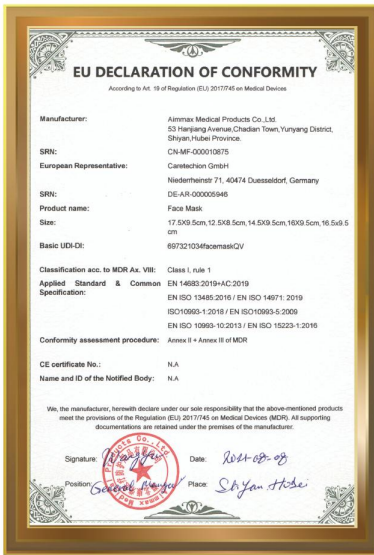 EU DECLARATION OF CONFORMITY
According to Art. 19 of Regulation (EU) 2017/745 on Medical Devices
Manufacturer: Aimmax Medical Products Co.,Ltd.
53 Hanjiang Avenue,Chadian Town,Yunyang District,
Shiyan,Hubei Province.
SRN: CN-MF-000010875
European Representative: Caretechion GmbH
Niederrheinstr 71, 40474 Duesseldorf, Germany
SRN: DE-AR-000005946
Product name: Face Mask
Size: 17.5X9.5cm,12.5X8.5cm,14.5X9.5cm,16X9.5cm,16.5x9.5
cm
Basic UDI-DI: 697321034facemaskQV
Classification acc. to MDR Ax. VIII: Class I, rule 1
Applied Standard & Common Specification: EN 14683:2019+AC:2019
EN ISO 13485:2016 / EN ISO 14971: 2019
ISO10993-1:2018 / EN ISO10993-5:2009
EN ISO 10993-10:2013 / EN ISO 15223-1:2016
Conformity assessment procedure: Annex II + Annex III of MDR
CE certificate No.: N.A
Name and ID of the Notified Body: N.A
We, the manufacturer, herewith declare under our sole responsibility that the above-mentioned products
meet the provisions of the Regulation (EU) 2017/745 on Medical Devices (MDR). All supporting
documentations are retained under the premises of the manufacturer.
Signature: Date: 2021-08-08
Position: General Manager Place: Shiyan Hubei